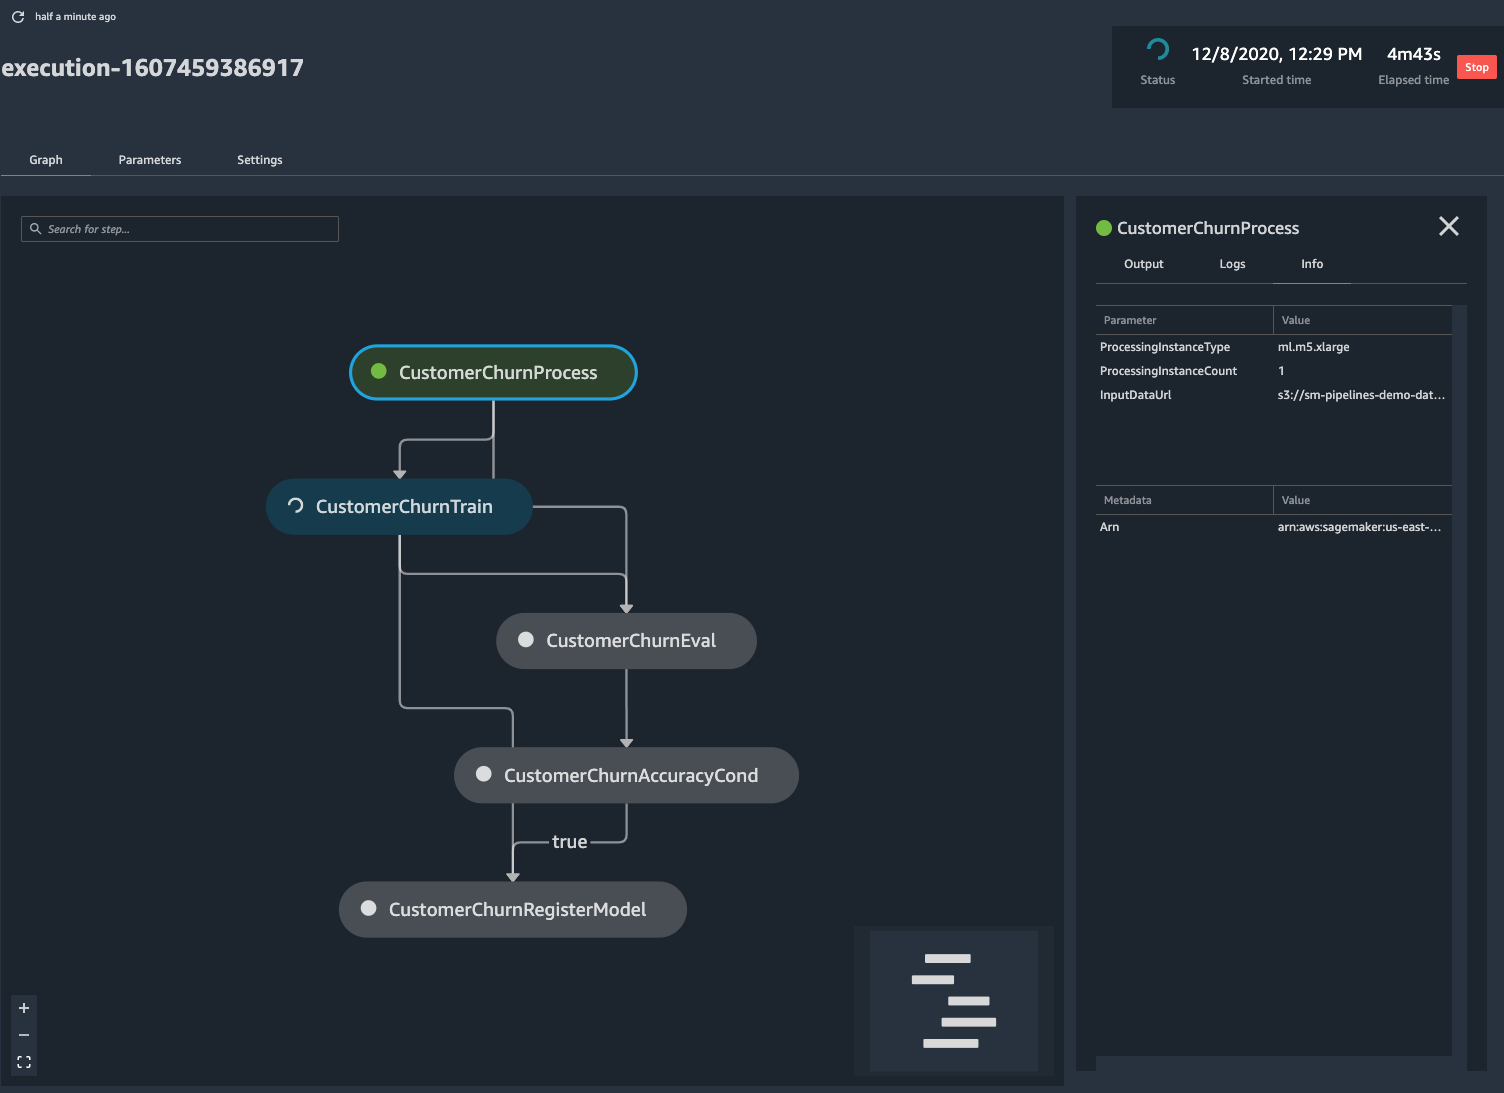 half a minute ago
execution-1607459386917
12/8/2020, 12:29 PM
4m43s
Stop
Status
Started time
Elapsed time
Graph
Parameters
Settings
Search for step...
CustomerChurnProcess
CustomerChurnTrain
CustomerChurnEval
CustomerChurnAccuracyCond
true
CustomerChurnRegisterModel
CustomerChurnProcess
Output
Logs
Info
Parameter Value
ProcessingInstanceType ml.m5.xlarge
ProcessingInstanceCount 1
InputDataUrl s3://sm-pipelines-demo-dat...
Metadata Value
Arn arn:aws:sagemaker:us-east-...